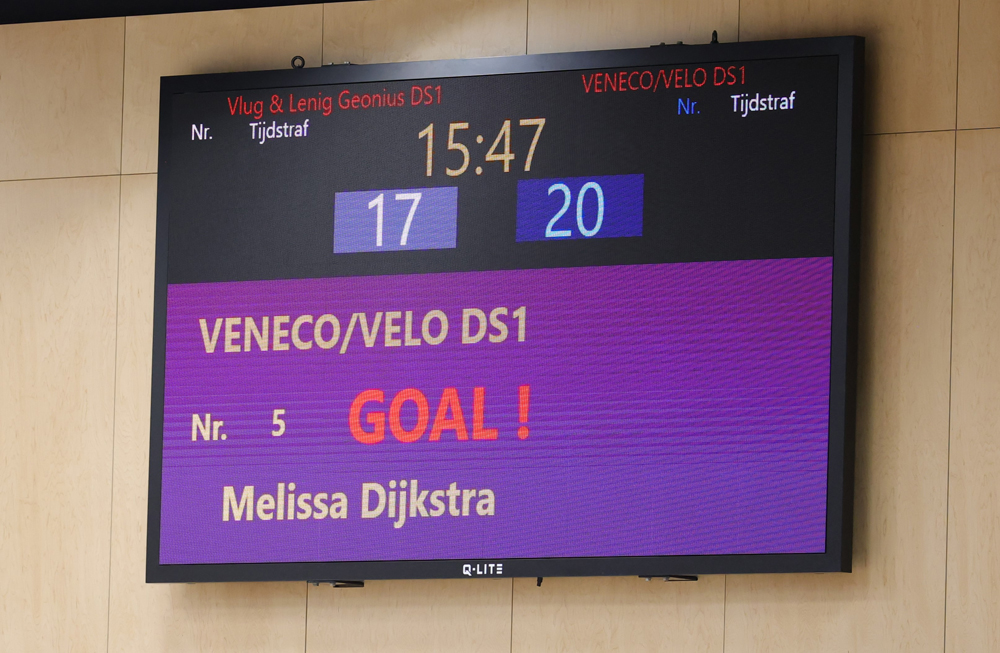 Vlug & Lenig Geonius DS1
VENECO/VELO DS1
Nr. Tijdstraf
15:47
Nr. Tijdstraf
17
20
VENECO/VELO DS1
Nr. 5 GOAL !
Melissa Dijkstra
Q-LITE